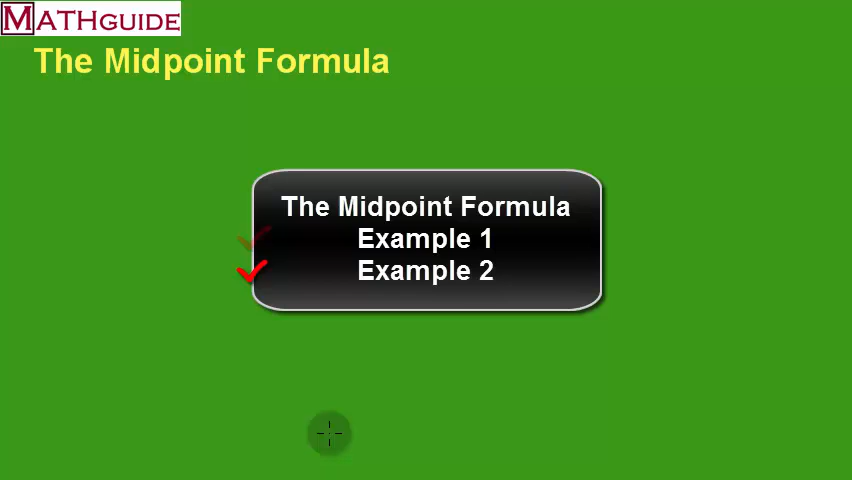 MATHGUIDE
The Midpoint Formula
The Midpoint Formula
Example 1
Example 2